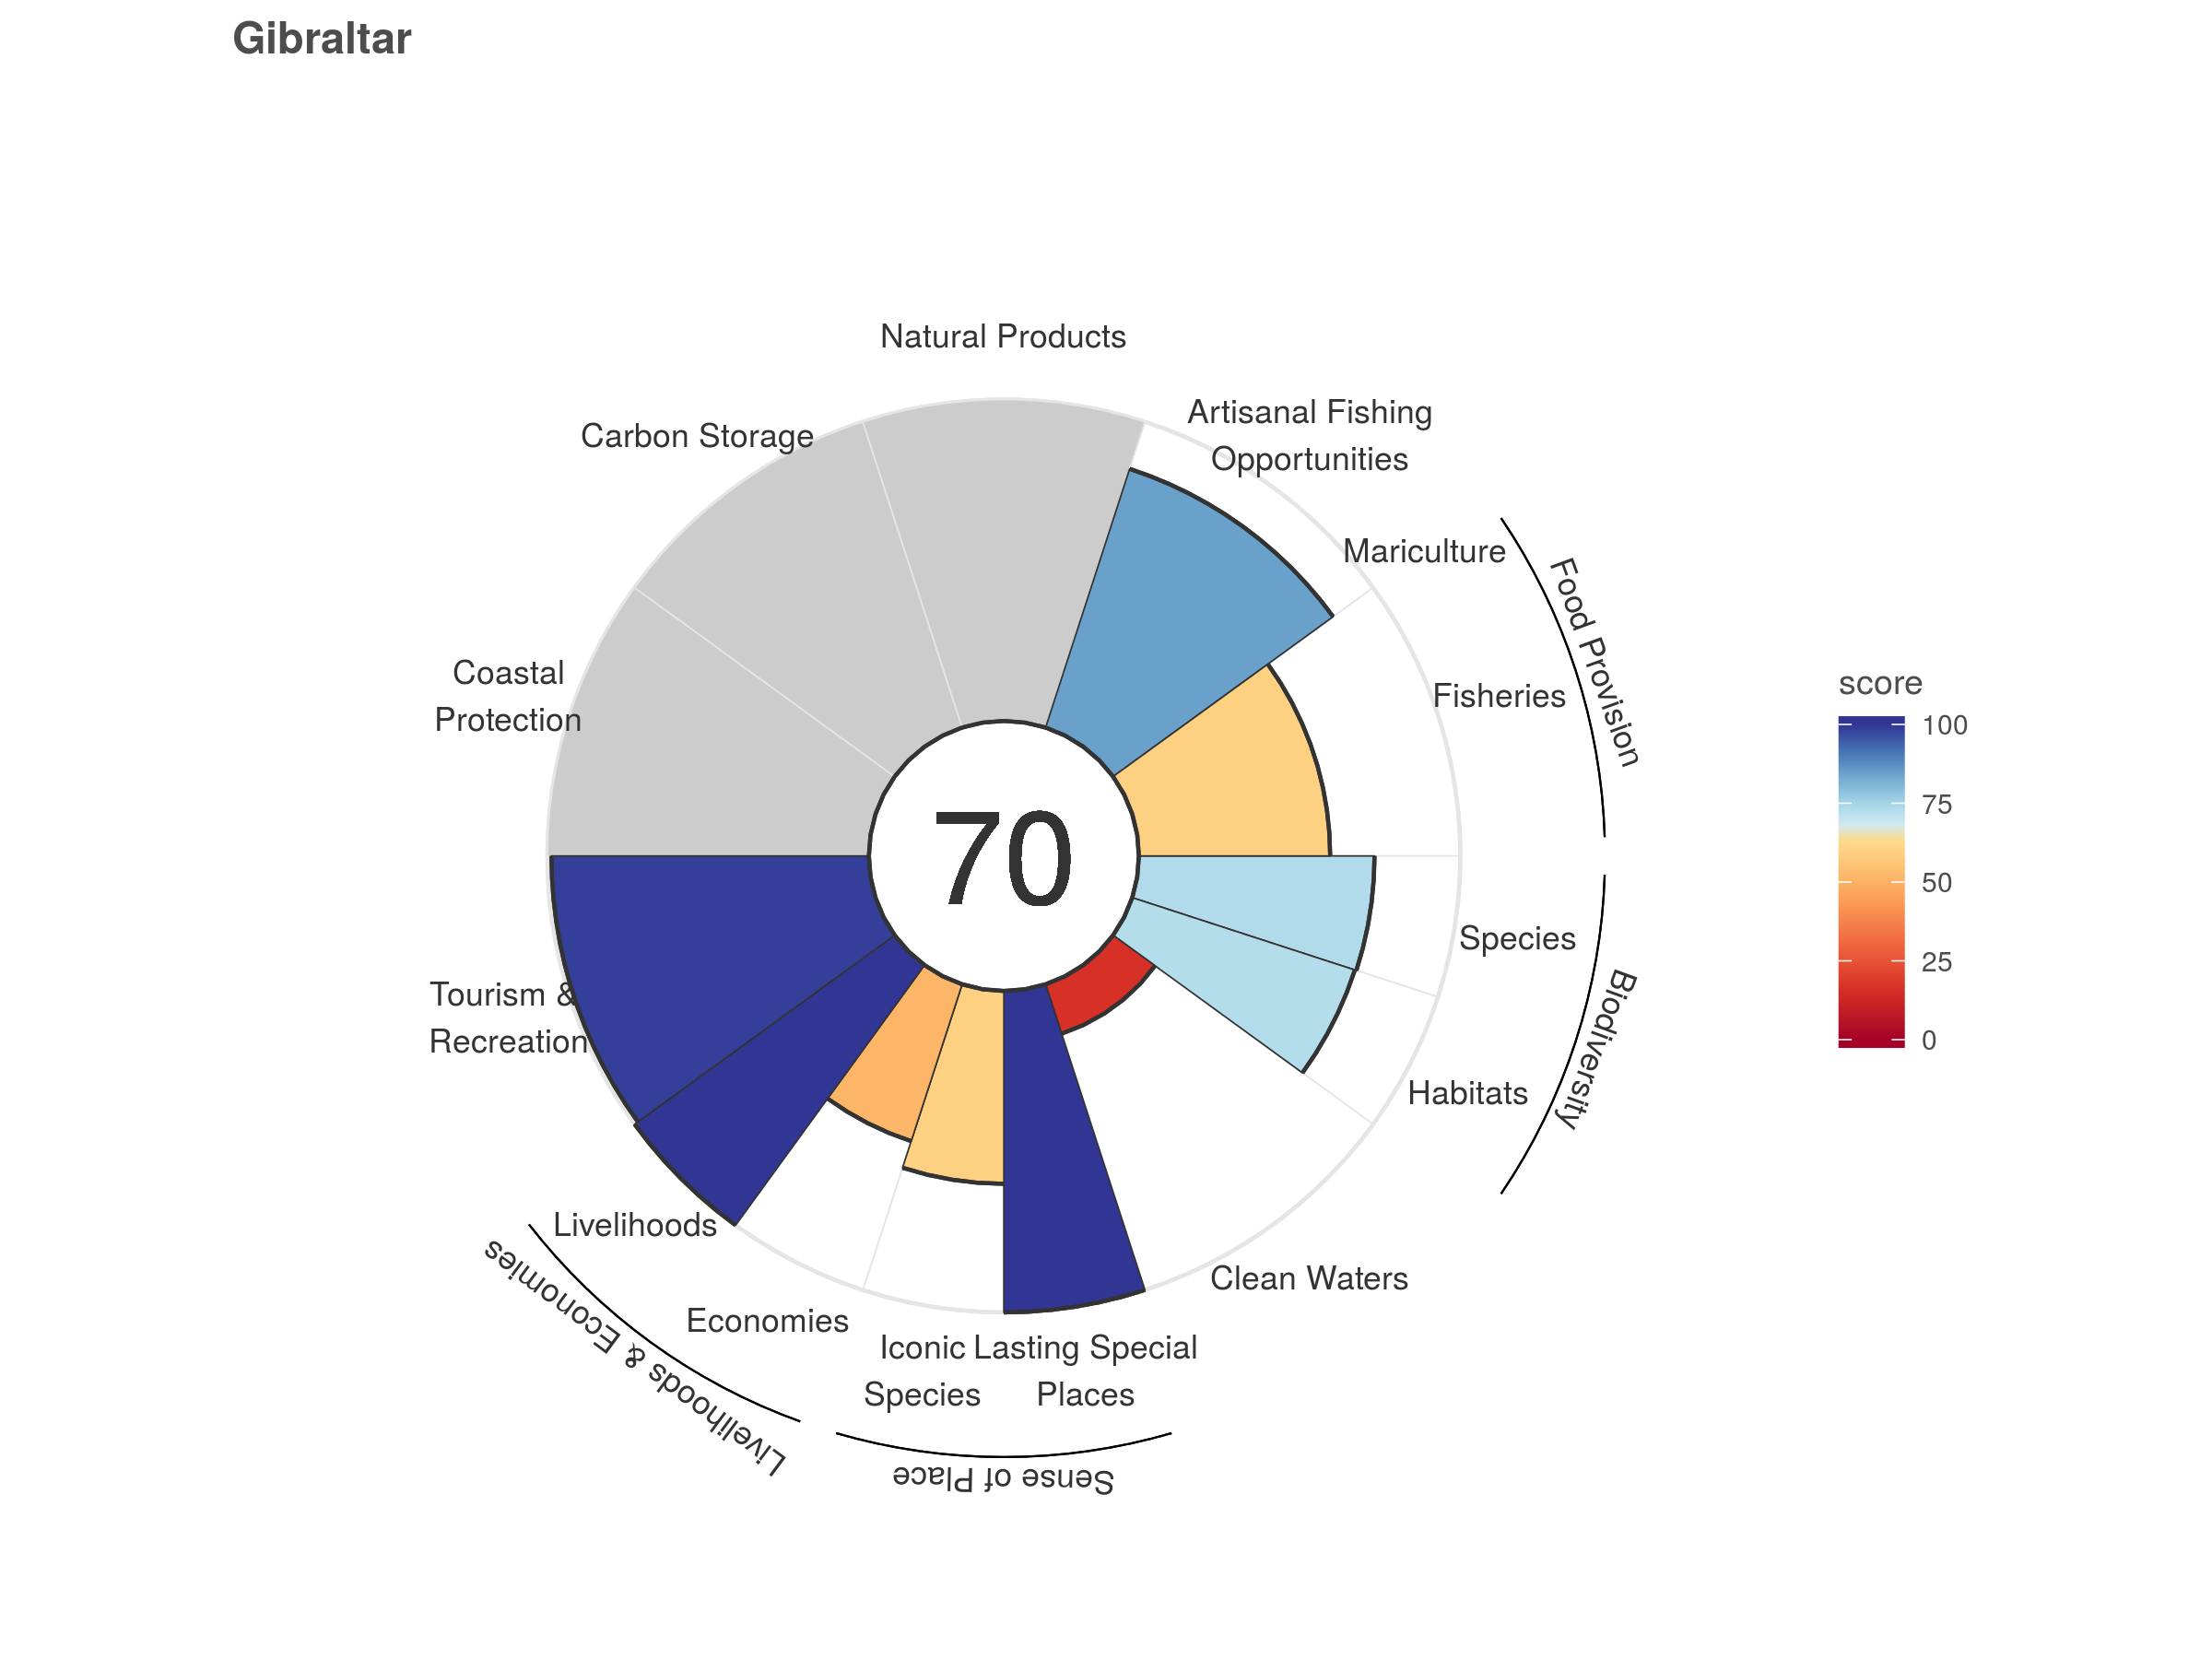 Gibraltar
Natural Products
Artisanal Fishing
Opportunities
Carbon Storage
Mariculture
Food Provision
Fisheries
Coastal
Protection
score
100
75
50
25
0
70
Species
Biodiversity
Tourism &
Recreation
Habitats
Livelihoods
Clean Waters
Livelihoods & Economies
Economies
Iconic
Species
Lasting Special
Places
Sense of Place